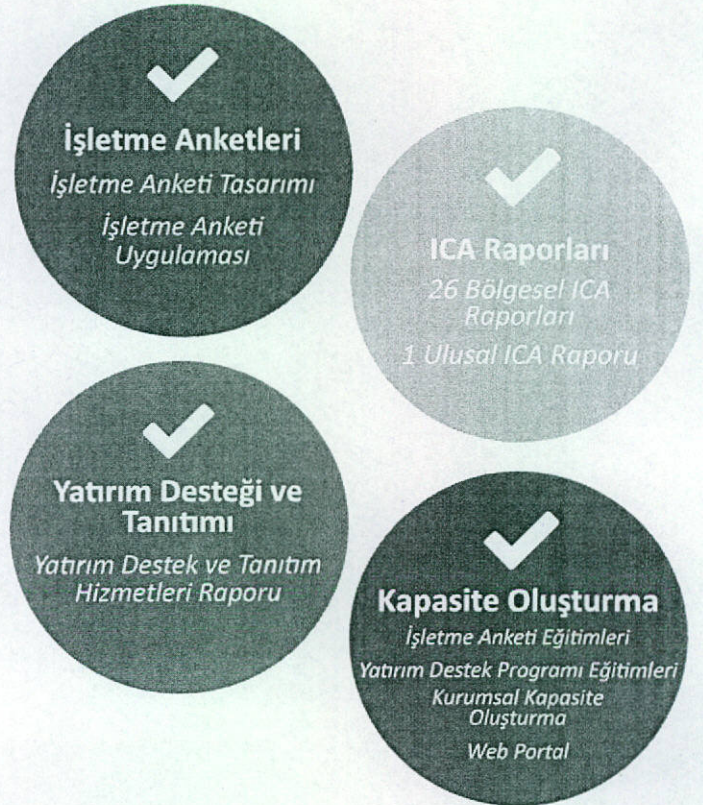 İşletme Anketleri
İşletme Anketi Tasarımı
İşletme Anketi
Uygulaması
ICA Raporları
26 Bölgesel ICA
Raporları
1 Ulusal ICA Raporu
Yatırım Desteği ve
Tanıtımı
Yatırım Destek ve Tanıtım
Hizmetleri Raporu
Kapasite Oluşturma
İşletme Anketi Eğitimleri
Yatırım Destek Programı Eğitimleri
Kurumsal Kapasite
Oluşturma
Web Portal